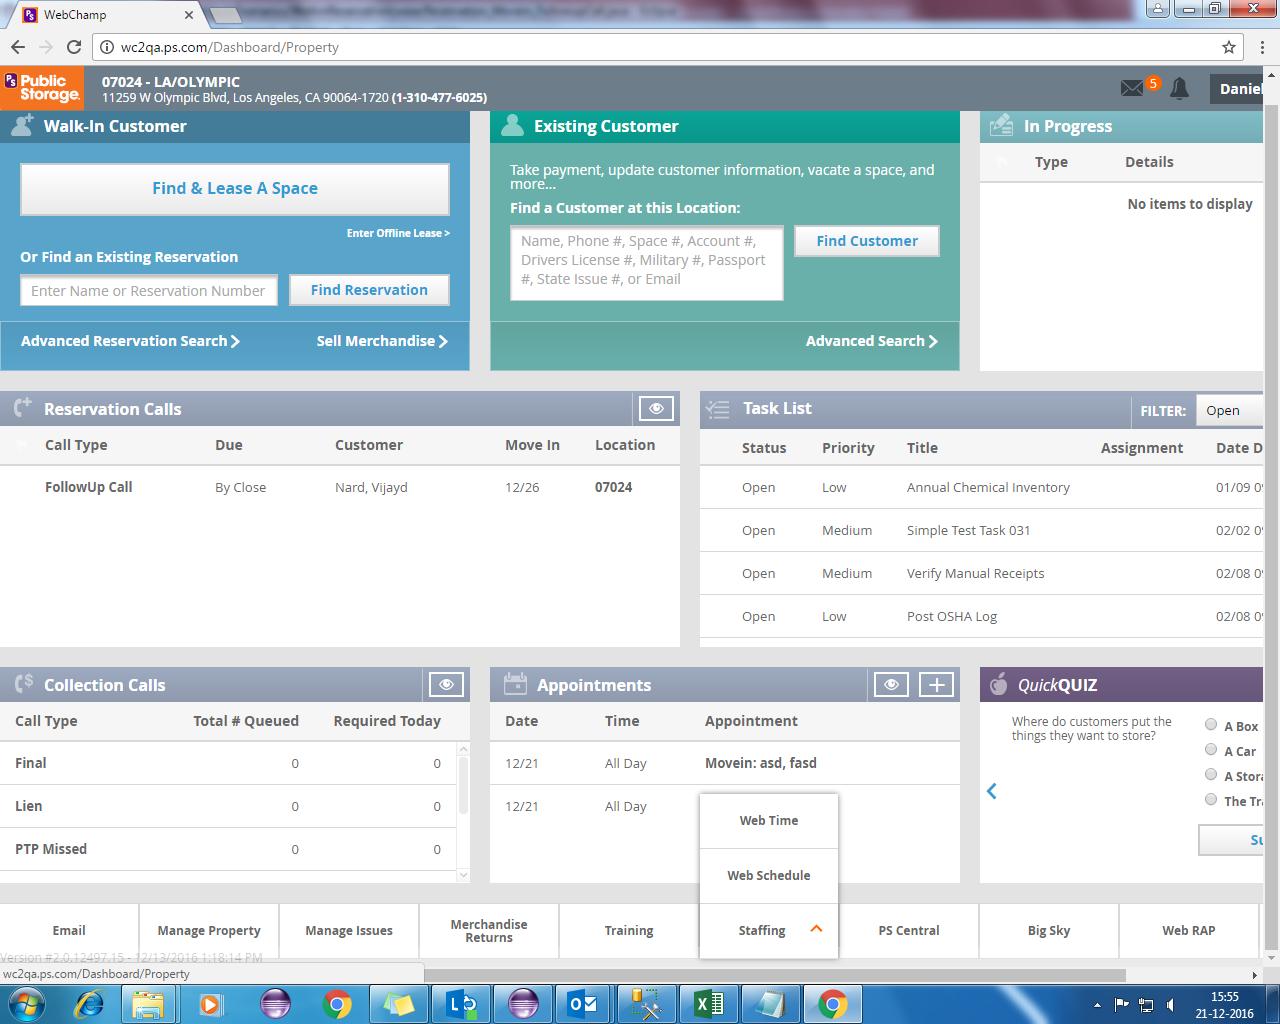 WebChamp
wc2qa.ps.com/Dashboard/Property
Public
Storage
07024 - LA/OLYMPIC
11259 W Olympic Blvd, Los Angeles, CA 90064-1720 (1-310-477-6025)
5
Daniel
Walk-In Customer
Find & Lease A Space
Enter Offline Lease >
Or Find an Existing Reservation
Enter Name or Reservation Number
Find Reservation
Advanced Reservation Search
Sell Merchandise
Existing Customer
Take payment, update customer information, vacate a space, and
more...
Find a Customer at this Location:
Name, Phone #, Space #, Account #,
Drivers License #, Military #, Passport
#, State Issue #, or Email
Find Customer
Advanced Search
In Progress
Type Details
No items to display
Reservation Calls
Call Type Due Customer Move In Location
FollowUp Call By Close Nard, Vijayd 12/26 07024
Task List
FILTER: Open
Status Priority Title Assignment Date D
Open Low Annual Chemical Inventory 01/09
Open Medium Simple Test Task 031 02/02
Open Medium Verify Manual Receipts 02/08
Open Low Post OSHA Log 02/08
Collection Calls
Call Type Total # Queued Required Today
Final 0 0
Lien 0 0
PTP Missed 0 0
Appointments
Date Time Appointment
12/21 All Day Movein: asd, fasd
12/21 All Day
QuickQUIZ
Where do customers put the
things they want to store?
A Box
A Car
A Stora
The Tr
Su
Web Time
Web Schedule
Email
Manage Property
Manage Issues
Merchandise
Returns
Training
Staffing
PS Central
Big Sky
Web RAP
Version #2.0.12497.15 - 12/13/2016 1:18:14 PM
wc2qa.ps.com/Dashboard/Property
15:55
21-12-2016